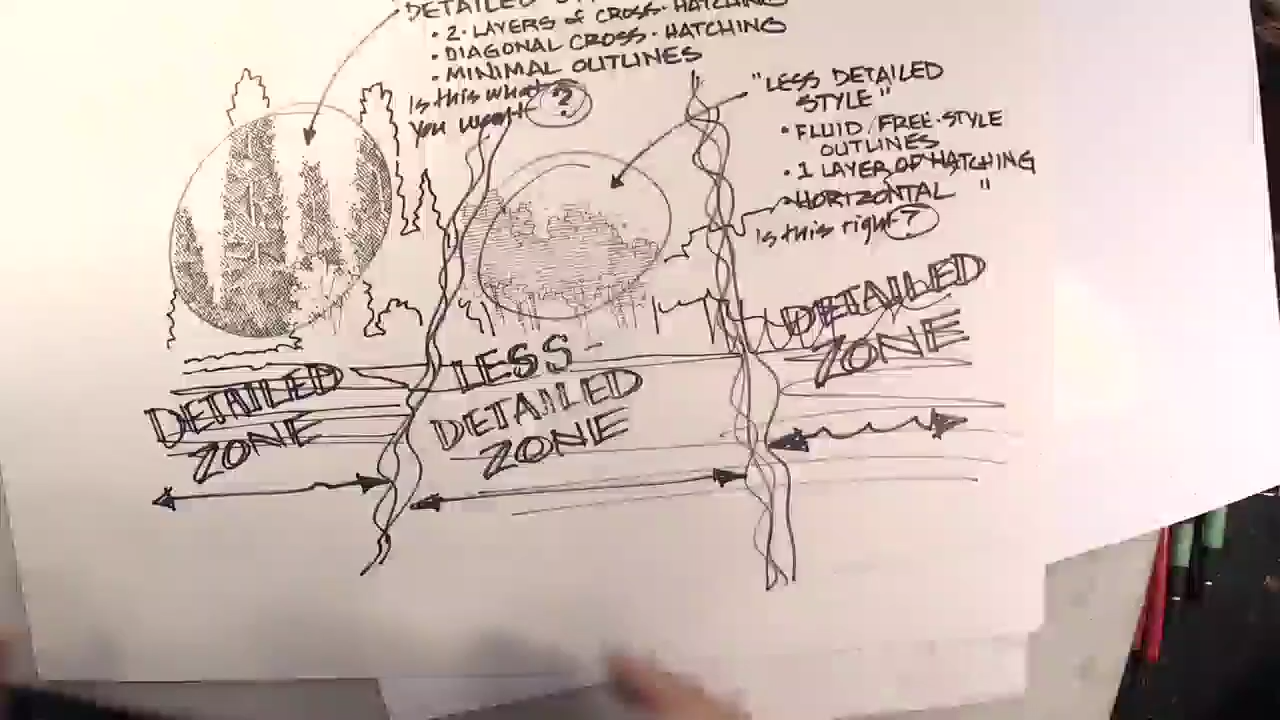 DETAILED
• 2 LAYERS of CROSS-HATCHING
• DIAGONAL CROSS-HATCHING
• MINIMAL OUTLINES
Is this what
You want ?
"LESS DETAILED
STYLE"
• FLUID/FREE-STYLE
OUTLINES
• 1 LAYER OF HATCHING
~HORIZONTAL "
Is this right ?
DETAILED
ZONE
LESS-
DETAILED
ZONE
DETAILED
ZONE